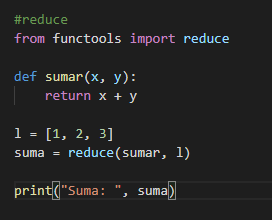 #reduce
from functools import reduce

def sumar(x, y):
    return x + y

l = [1, 2, 3]
suma = reduce(sumar, l)

print("Suma: ", suma)